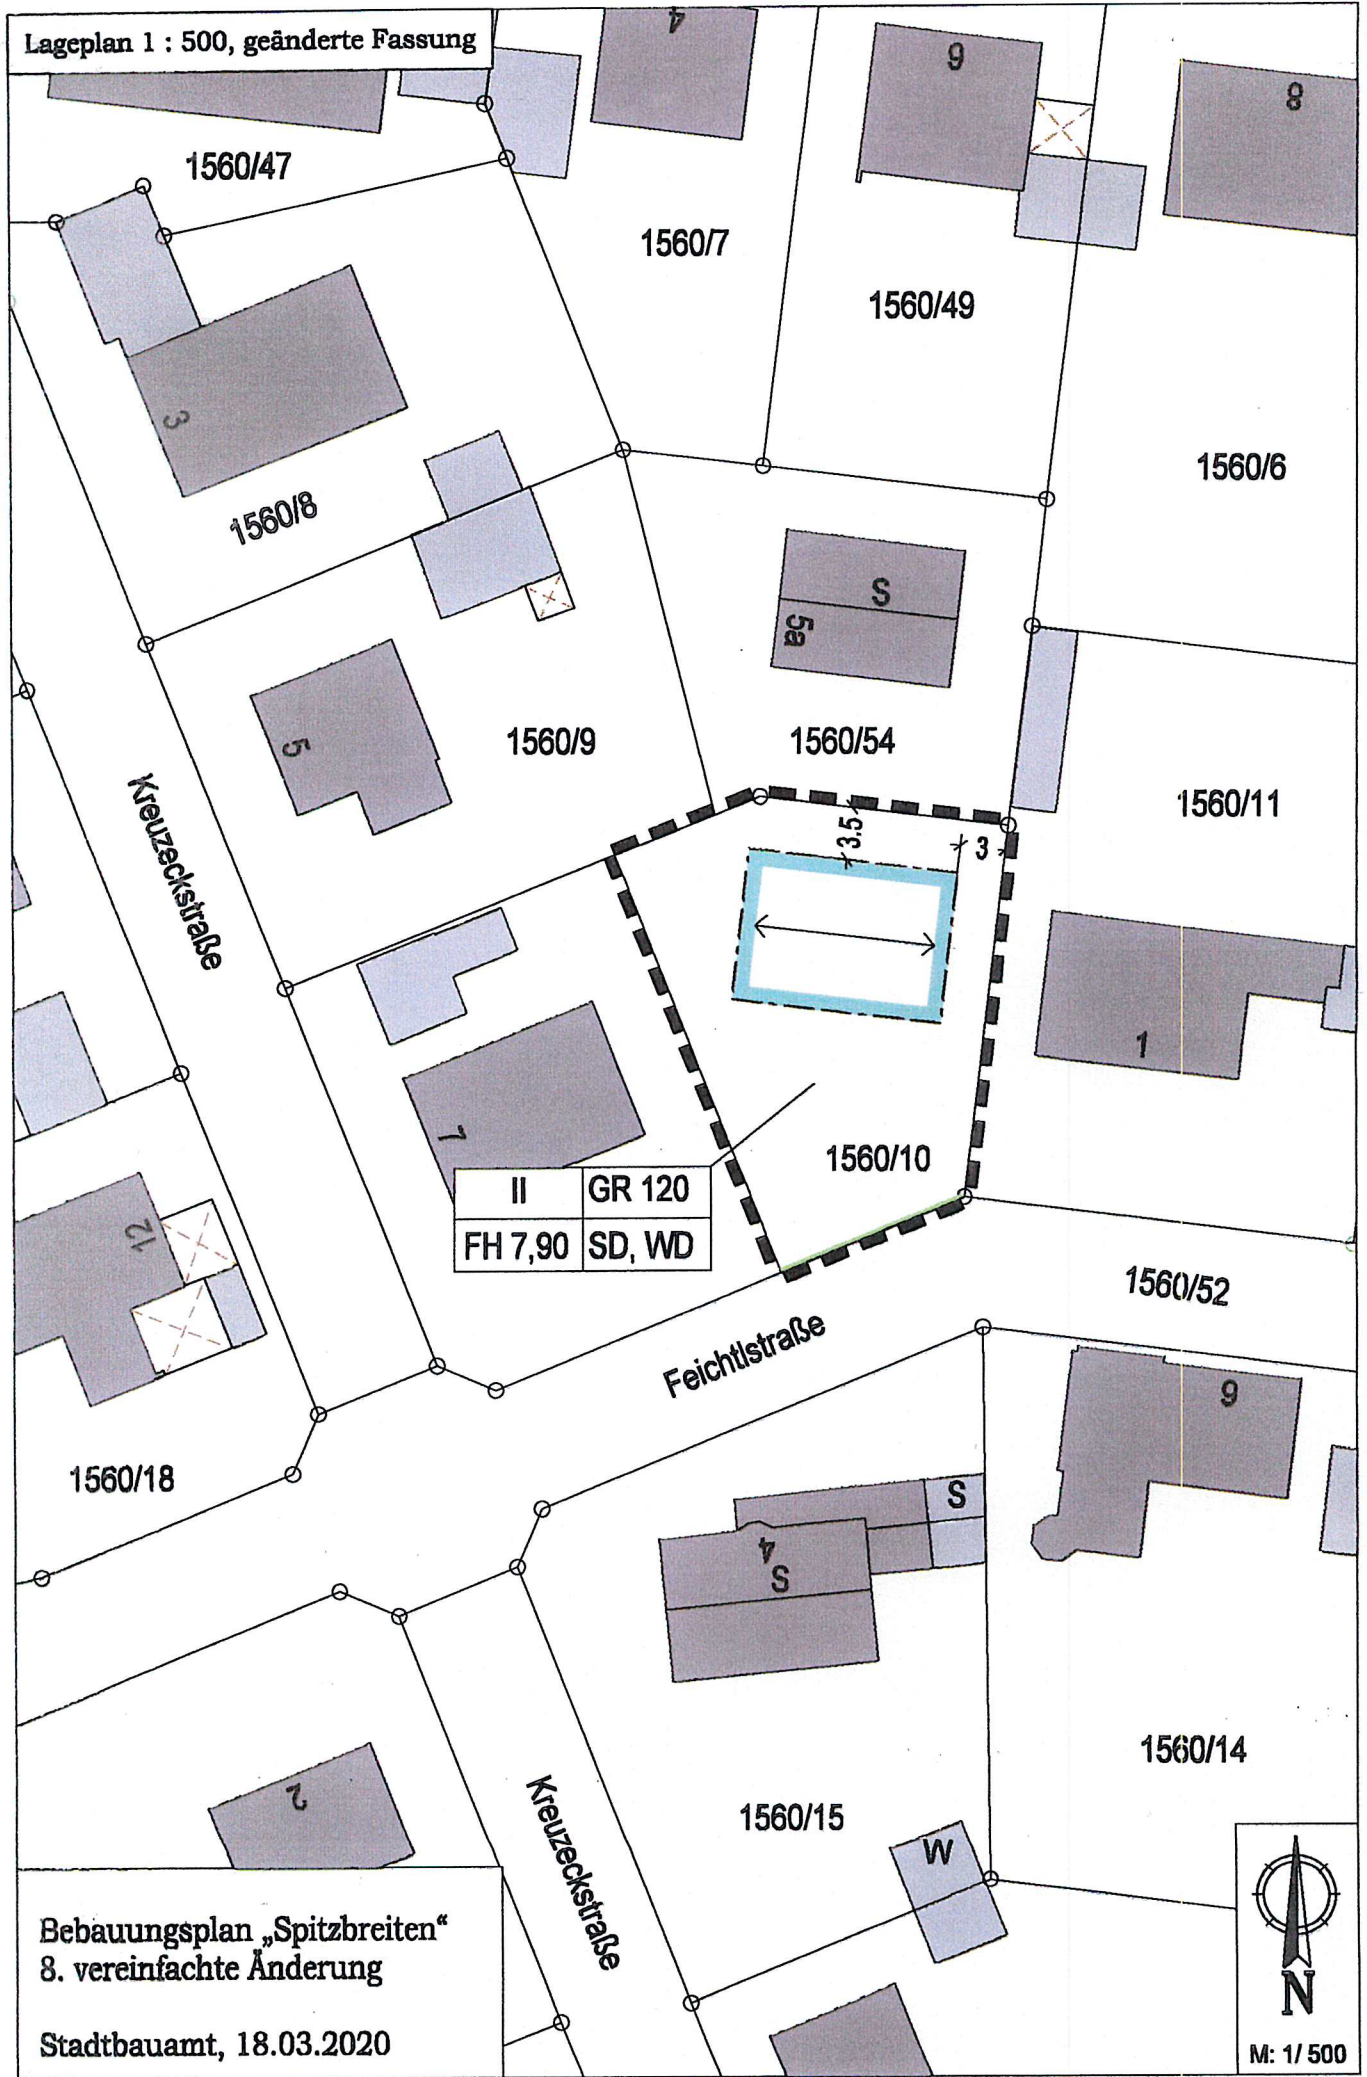 Lageplan 1 : 500, geänderte Fassung
4
6
8
1560/47
1560/7
1560/49
3
1560/6
1560/8
S
5a
5
1560/9
1560/54
Kreuzeckstraße
1560/11
3.5
3
1
7
1560/10
II GR 120
FH 7,90 SD, WD
12
1560/52
Feichtlstraße
9
1560/18
S
4
S
1560/14
2
Kreuzeckstraße
1560/15
W
Bebauungsplan „Spitzbreiten“
8. vereinfachte Änderung
Stadtbauamt, 18.03.2020
N
M: 1/ 500